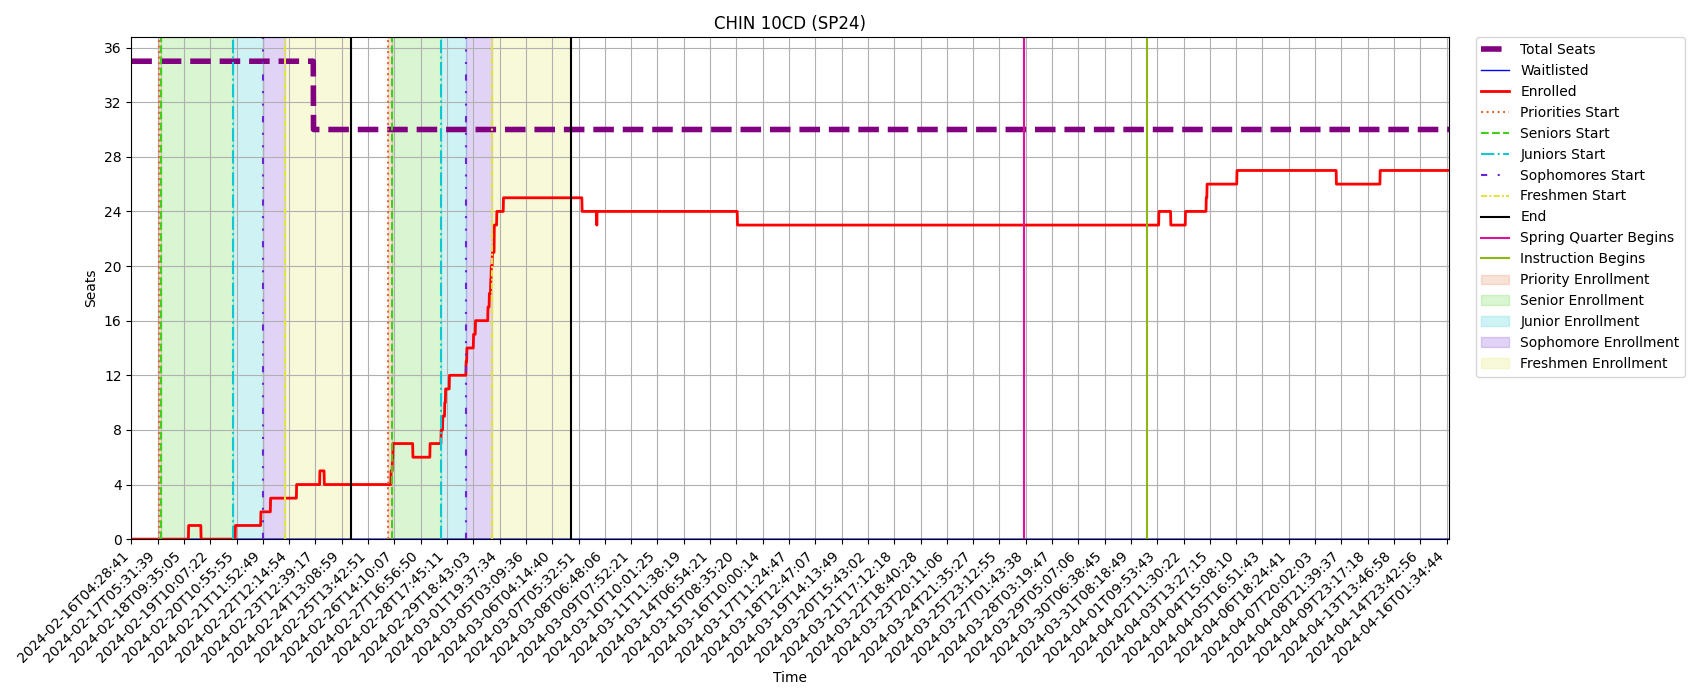 CHIN 10CD (SP24)
Seats
36
32
28
24
20
16
12
8
4
0
2024-02-16T04:28:41
2024-02-17T05:31:39
2024-02-18T09:35:05
2024-02-19T10:07:22
2024-02-20T10:55:55
2024-02-21T11:52:49
2024-02-22T12:14:54
2024-02-23T12:39:17
2024-02-24T13:08:59
2024-02-25T13:42:51
2024-02-26T14:10:07
2024-02-27T16:56:50
2024-02-28T17:45:11
2024-02-29T18:43:03
2024-03-01T19:37:34
2024-03-05T03:09:36
2024-03-06T04:14:40
2024-03-07T05:32:51
2024-03-08T06:48:06
2024-03-09T07:52:21
2024-03-10T10:01:25
2024-03-11T11:38:19
2024-03-14T06:54:21
2024-03-15T08:35:20
2024-03-16T10:00:14
2024-03-17T11:24:47
2024-03-18T12:47:07
2024-03-19T14:13:49
2024-03-20T15:43:02
2024-03-21T17:12:18
2024-03-22T18:40:28
2024-03-23T20:11:06
2024-03-24T21:35:27
2024-03-25T23:12:55
2024-03-27T01:43:38
2024-03-28T03:19:47
2024-03-29T05:07:06
2024-03-30T06:38:45
2024-03-31T08:18:49
2024-04-01T09:53:43
2024-04-02T11:30:22
2024-04-03T13:27:15
2024-04-04T15:08:10
2024-04-05T16:51:43
2024-04-06T18:24:41
2024-04-07T20:02:03
2024-04-08T21:39:37
2024-04-09T23:17:18
2024-04-13T13:46:58
2024-04-14T23:42:56
2024-04-16T01:34:44
Time
Total Seats
Waitlisted
Enrolled
Priorities Start
Seniors Start
Juniors Start
Sophomores Start
Freshmen Start
End
Spring Quarter Begins
Instruction Begins
Priority Enrollment
Senior Enrollment
Junior Enrollment
Sophomore Enrollment
Freshmen Enrollment